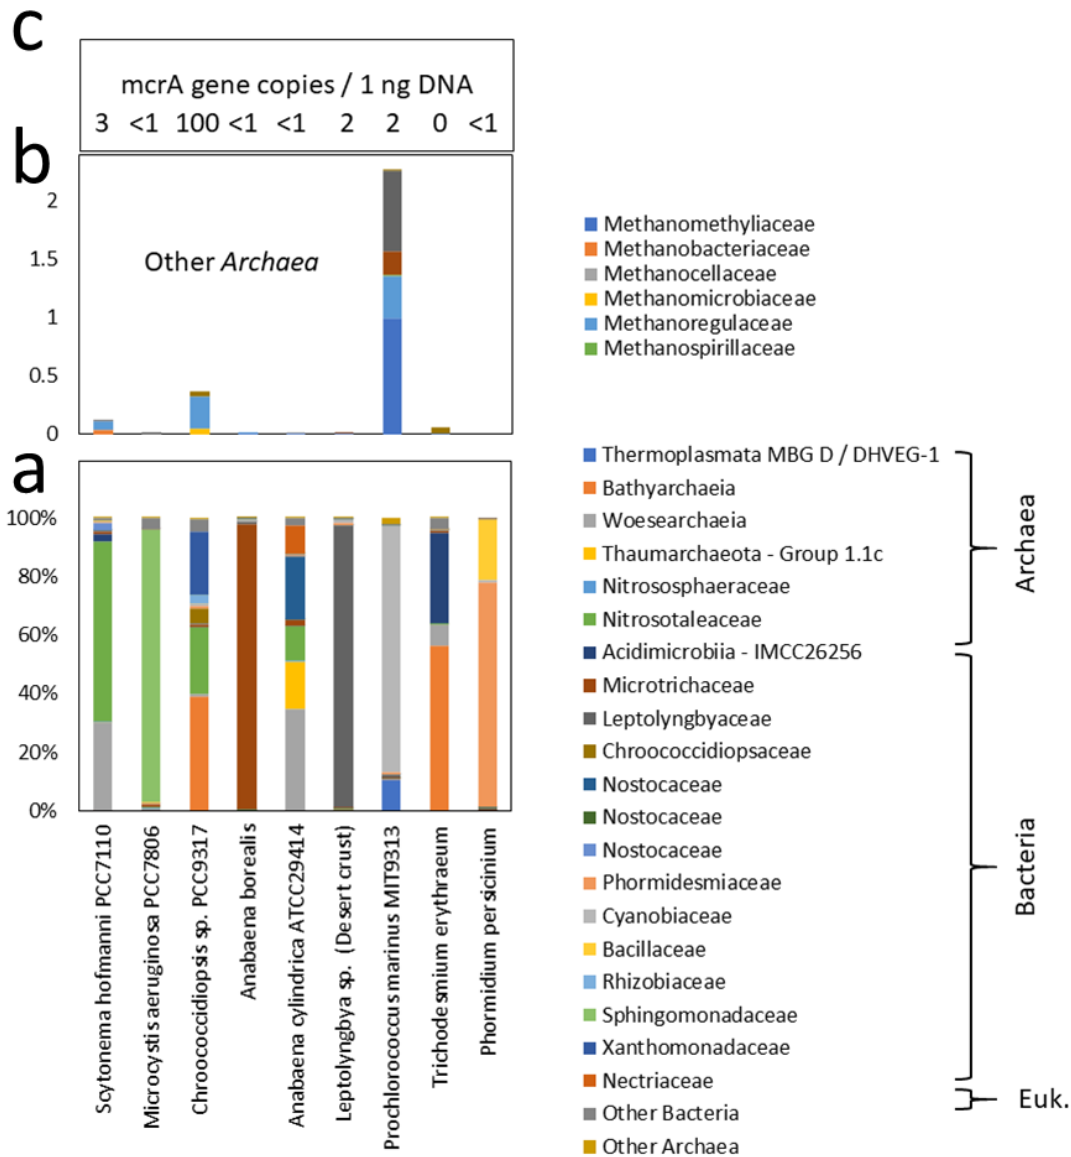 c
mcrA gene copies / 1 ng DNA
3 <1 100 <1 <1 2 2 0 <1
b
2
1.5
1
0.5
0
Other Archaea
Methanomethyliaceae
Methanobacteriaceae
Methanocellaceae
Methanomicrobiaceae
Methanoregulaceae
Methanospirillaceae
a
100%
80%
60%
40%
20%
0%
Scytonema hofmanni PCC7110
Microcystis aeruginosa PCC7806
Chroococcidiopsis sp. PCC9317
Anabaena borealis
Anabaena cylindrica ATCC29414
Leptolyngbya sp. (Desert crust)
Prochlorococcus marinus MIT9313
Trichodesmium erythraeum
Phormidium persicinium
Thermoplasmata MBG D / DHVEG-1
Bathyarchaeia
Woesearchaeia
Thaumarchaeota - Group 1.1c
Nitrososphaeraceae
Nitrosotaleaceae
Acidimicrobiia - IMCC26256
Microtrichaceae
Leptolyngbyaceae
Chroococcidiopsaceae
Nostocaceae
Nostocaceae
Nostocaceae
Phormidesmiaceae
Cyanobiaceae
Bacillaceae
Rhizobiaceae
Sphingomonadaceae
Xanthomonadaceae
Nectriaceae
Other Bacteria
Other Archaea
Archaea
Bacteria
Euk.